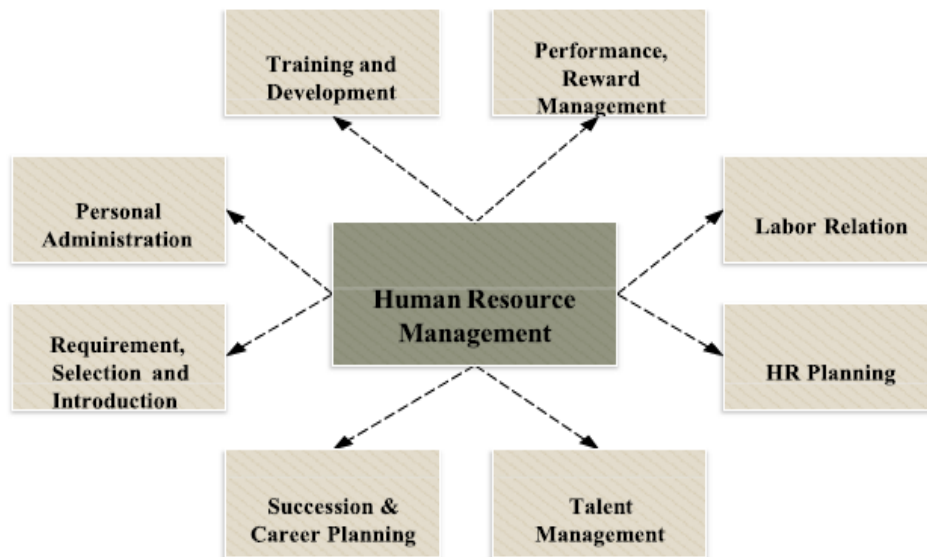 Training and
Development
Performance,
Reward
Management
Personal
Administration
Labor Relation
Human Resource
Management
Requirement,
Selection and
Introduction
HR Planning
Succession &
Career Planning
Talent
Management